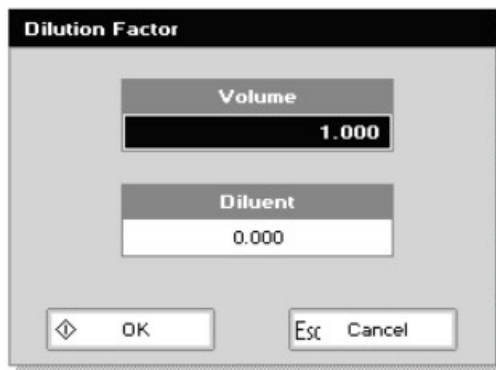 Dilution Factor
Volume
1.000
Diluent
0.000
OK
Esc Cancel